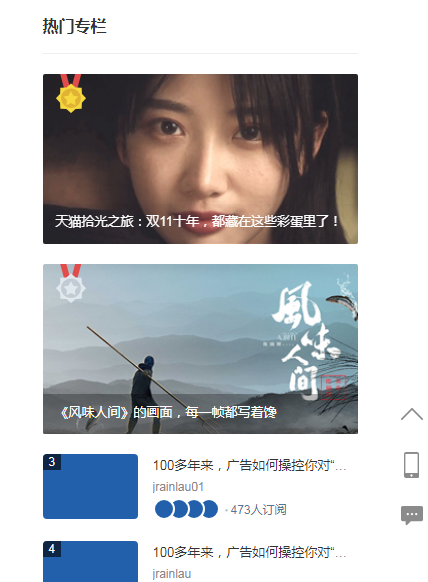 热门专栏
天猫拾光之旅：双11十年，都藏在这些彩蛋里了！
風味人间
《风味人间》的画面，每一帧都写着馋
3
100多年来，广告如何操控你对“...
jrainlau01
· 473人订阅
4
100多年来，广告如何操控你对“...
jrainlau